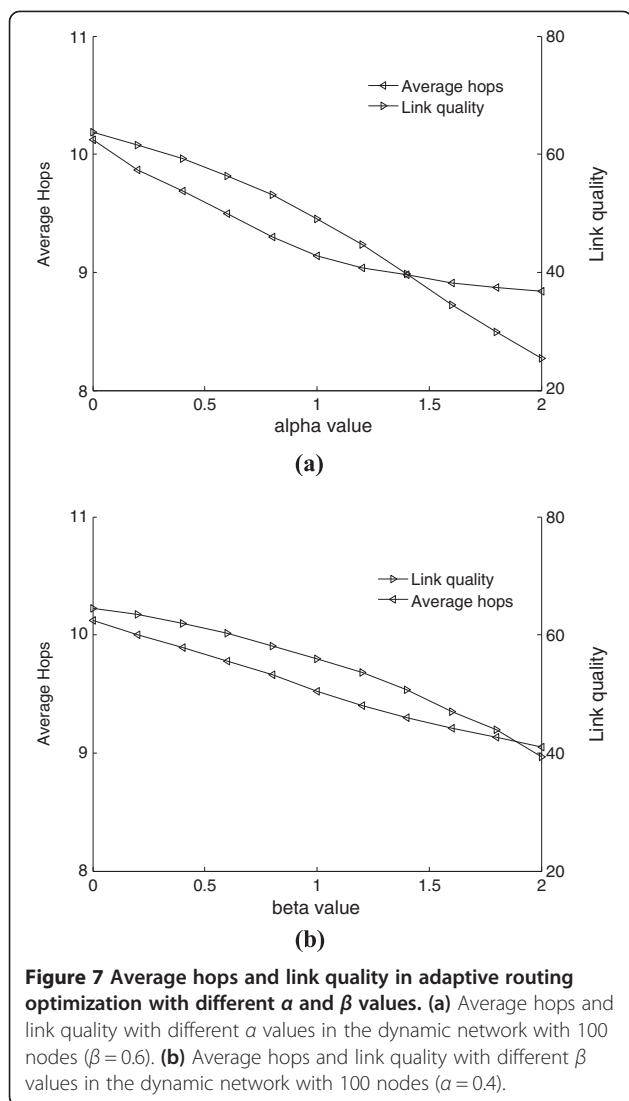 11
80
Average hops
Link quality
10
60
Average Hops
Link quality
9
40
8
20
0
0.5
1
1.5
2
alpha value
(a)
11
80
Link quality
Average hops
10
60
Average Hops
Link quality
9
40
8
20
0
0.5
1
1.5
2
beta value
(b)
Figure 7 Average hops and link quality in adaptive routing
optimization with different α and β values. (a) Average hops and
link quality with different α values in the dynamic network with 100
nodes (β = 0.6). (b) Average hops and link quality with different β
values in the dynamic network with 100 nodes (α = 0.4).